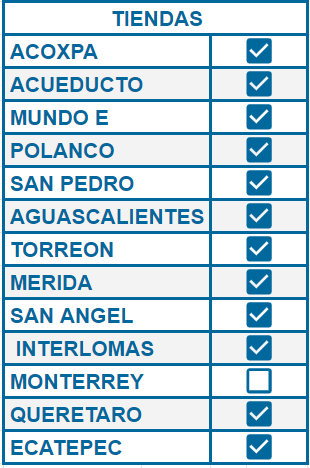 TIENDAS
ACOXPA
ACUEDUCTO
MUNDO E
POLANCO
SAN PEDRO
AGUASCALIENTES
TORREON
MERIDA
SAN ANGEL
INTERLOMAS
MONTERREY
QUERETARO
ECATEPEC